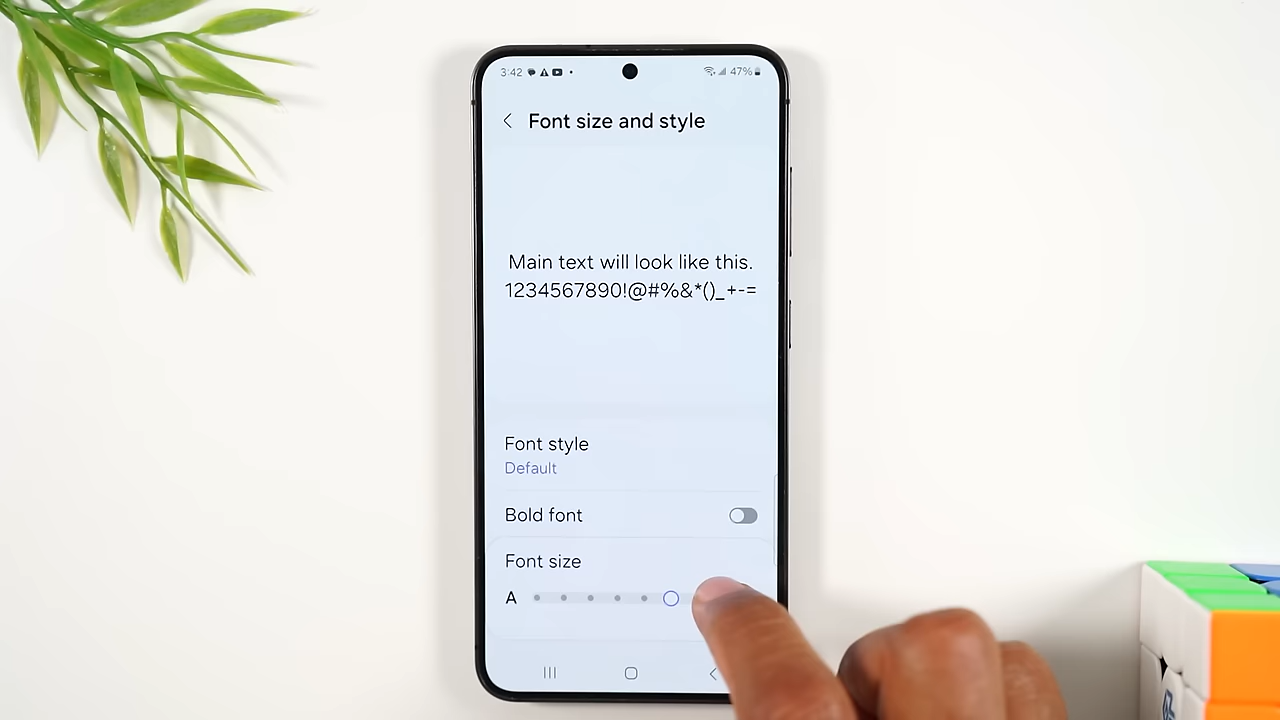 3:42
47%
Font size and style
Main text will look like this.
1234567890!@#%&*()_+-=
Font style
Default
Bold font
Font size
A